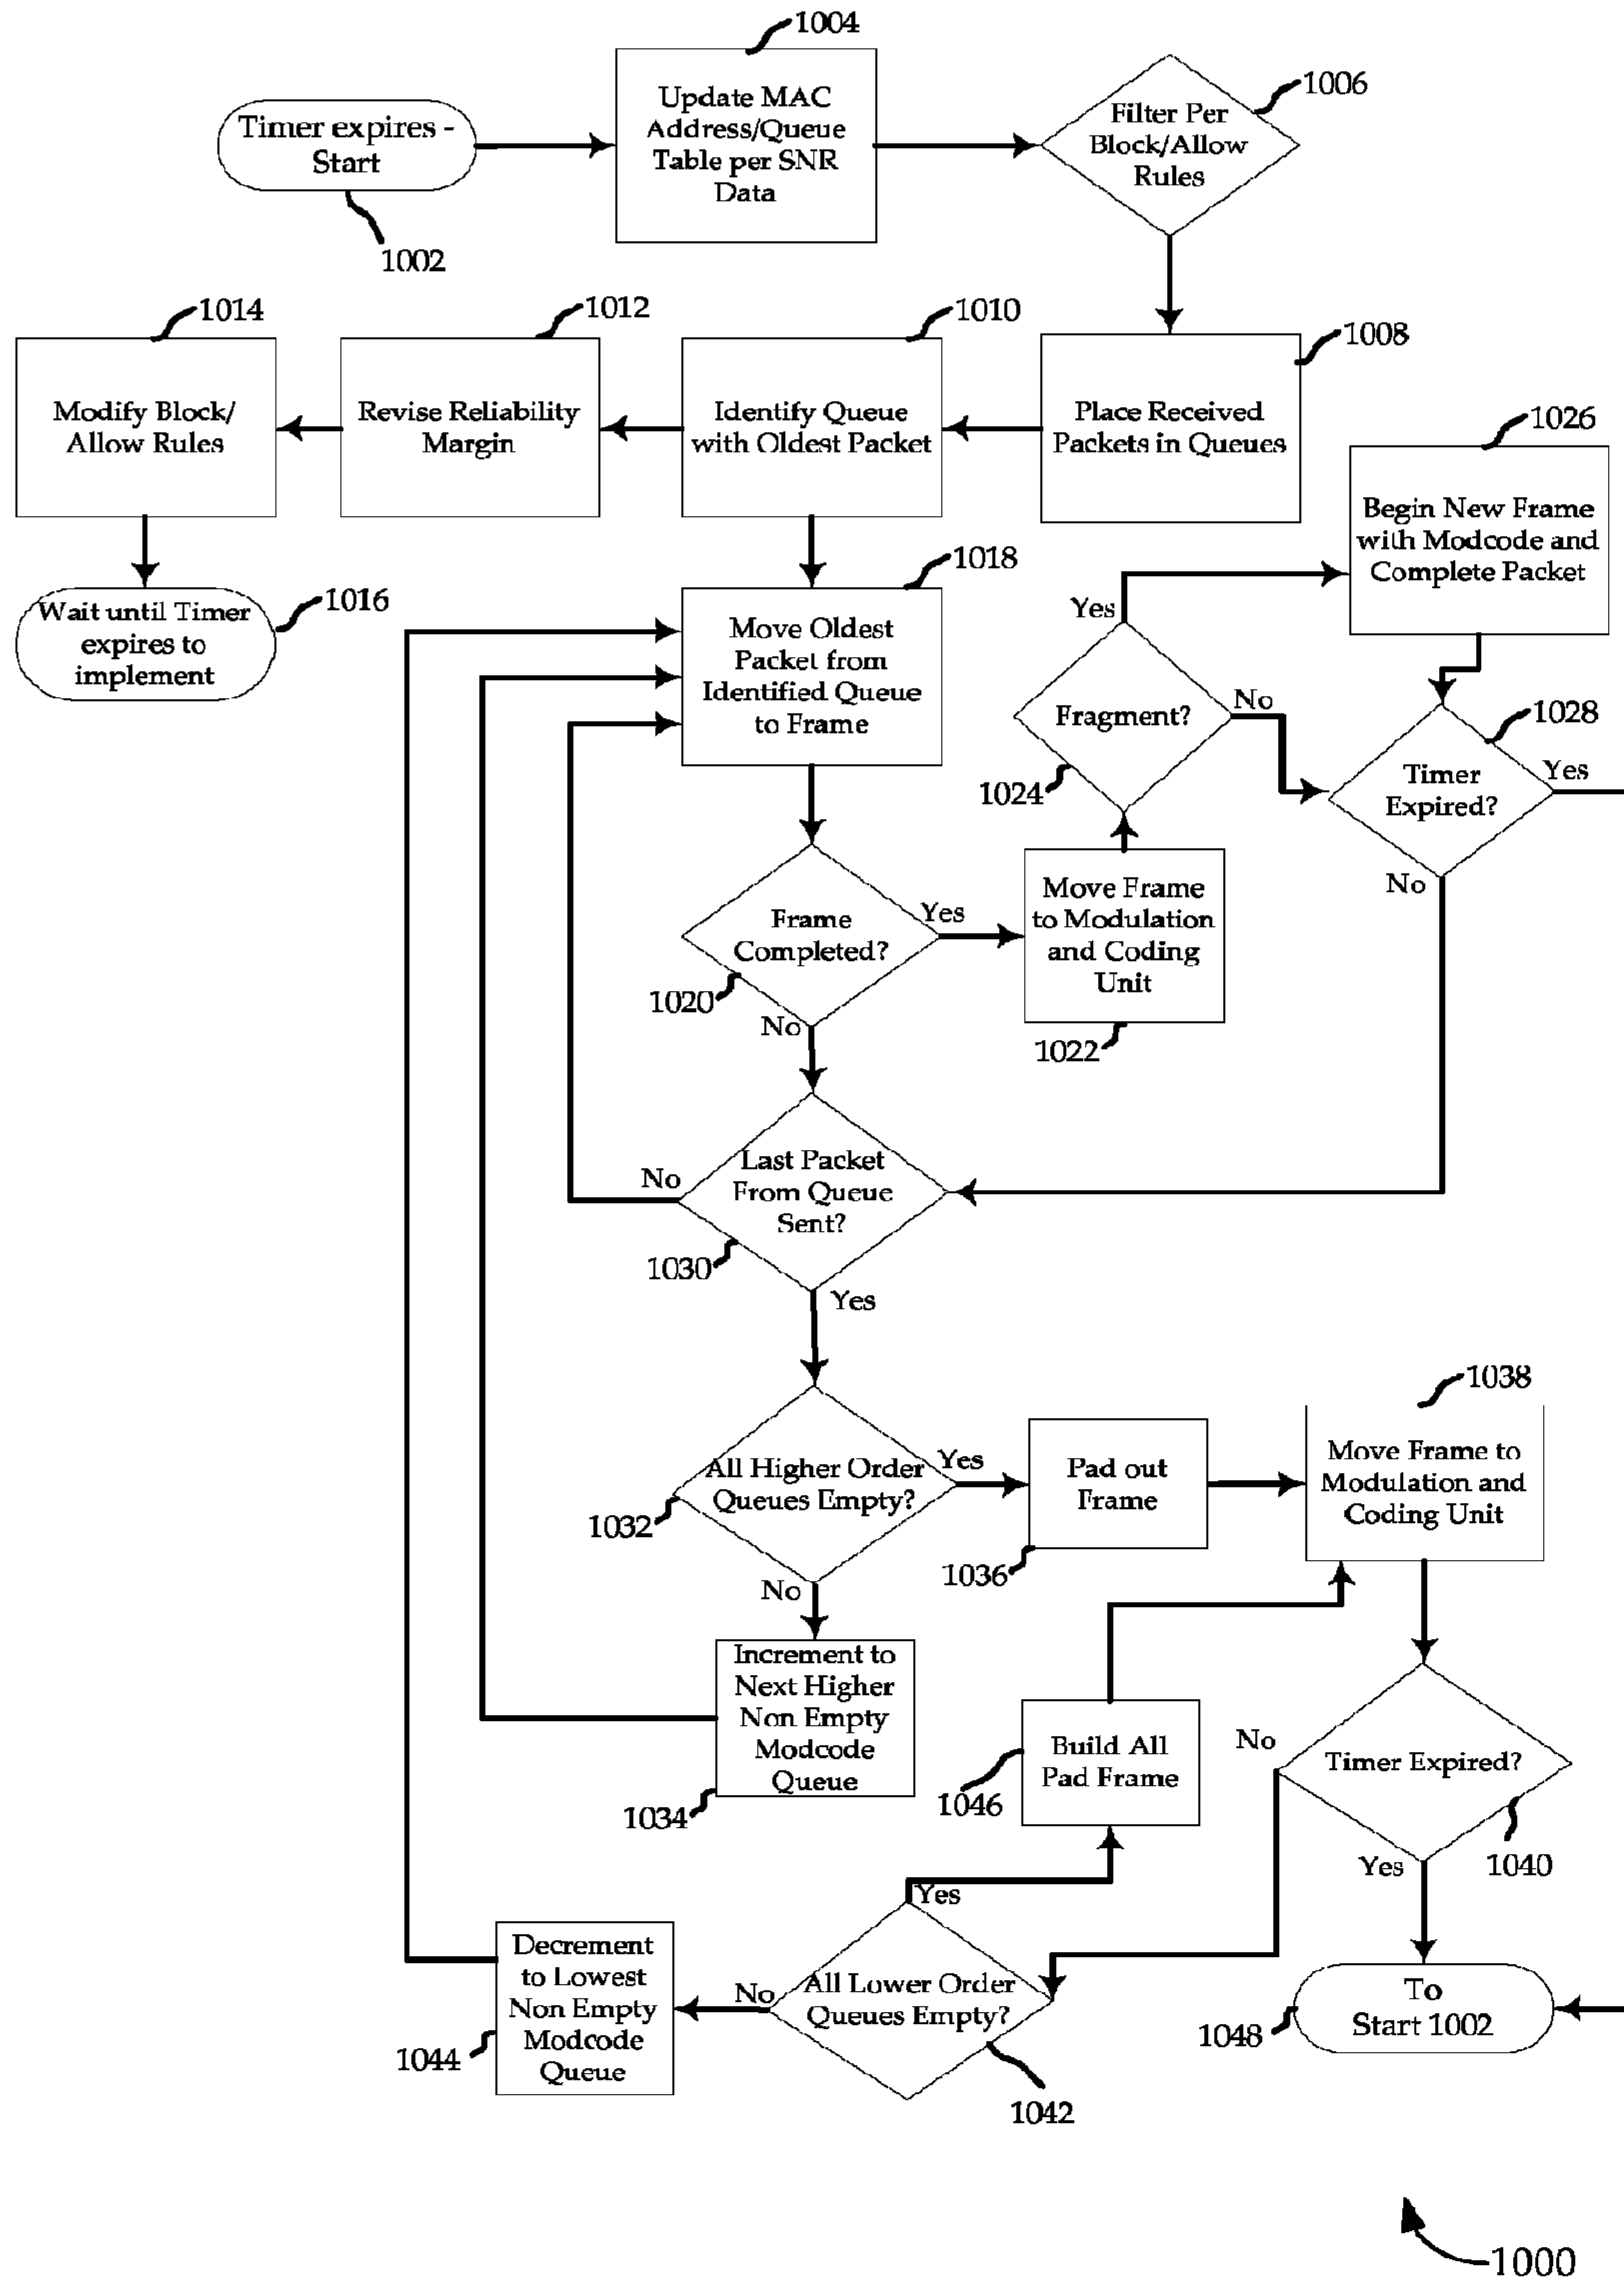 1004
Update MAC
Address/Queue
Table per SNR
Data
1006
Filter Per
Block/Allow
Rules
Timer expires -
Start
1002
1014
Modify Block/
Allow Rules
1012
Revise Reliability
Margin
1010
Identify Queue
with Oldest Packet
1008
Place Received
Packets in Queues
1026
Begin New Frame
with Modcode and
Complete Packet
Wait until Timer
expires to
implement
1016
1018
Move Oldest
Packet from
Identified Queue
to Frame
Yes
Fragment?
No
1024
1028
Timer
Expired?
Yes
No
Frame
Completed?
Yes
1020
No
Move Frame
to Modulation
and Coding
Unit
1022
Last Packet
From Queue
Sent?
No
1030
Yes
All Higher Order
Queues Empty?
Yes
1032
No
Pad out
Frame
1036
1038
Move Frame to
Modulation and
Coding Unit
Increment to
Next Higher
Non Empty
Modcode
Queue
1034
Build All
Pad Frame
1046
No
Timer Expired?
Yes
1040
Decrement
to Lowest
Non Empty
Modcode
Queue
1044
No
Yes
All Lower Order
Queues Empty?
1042
To
Start 1002
1048
1000